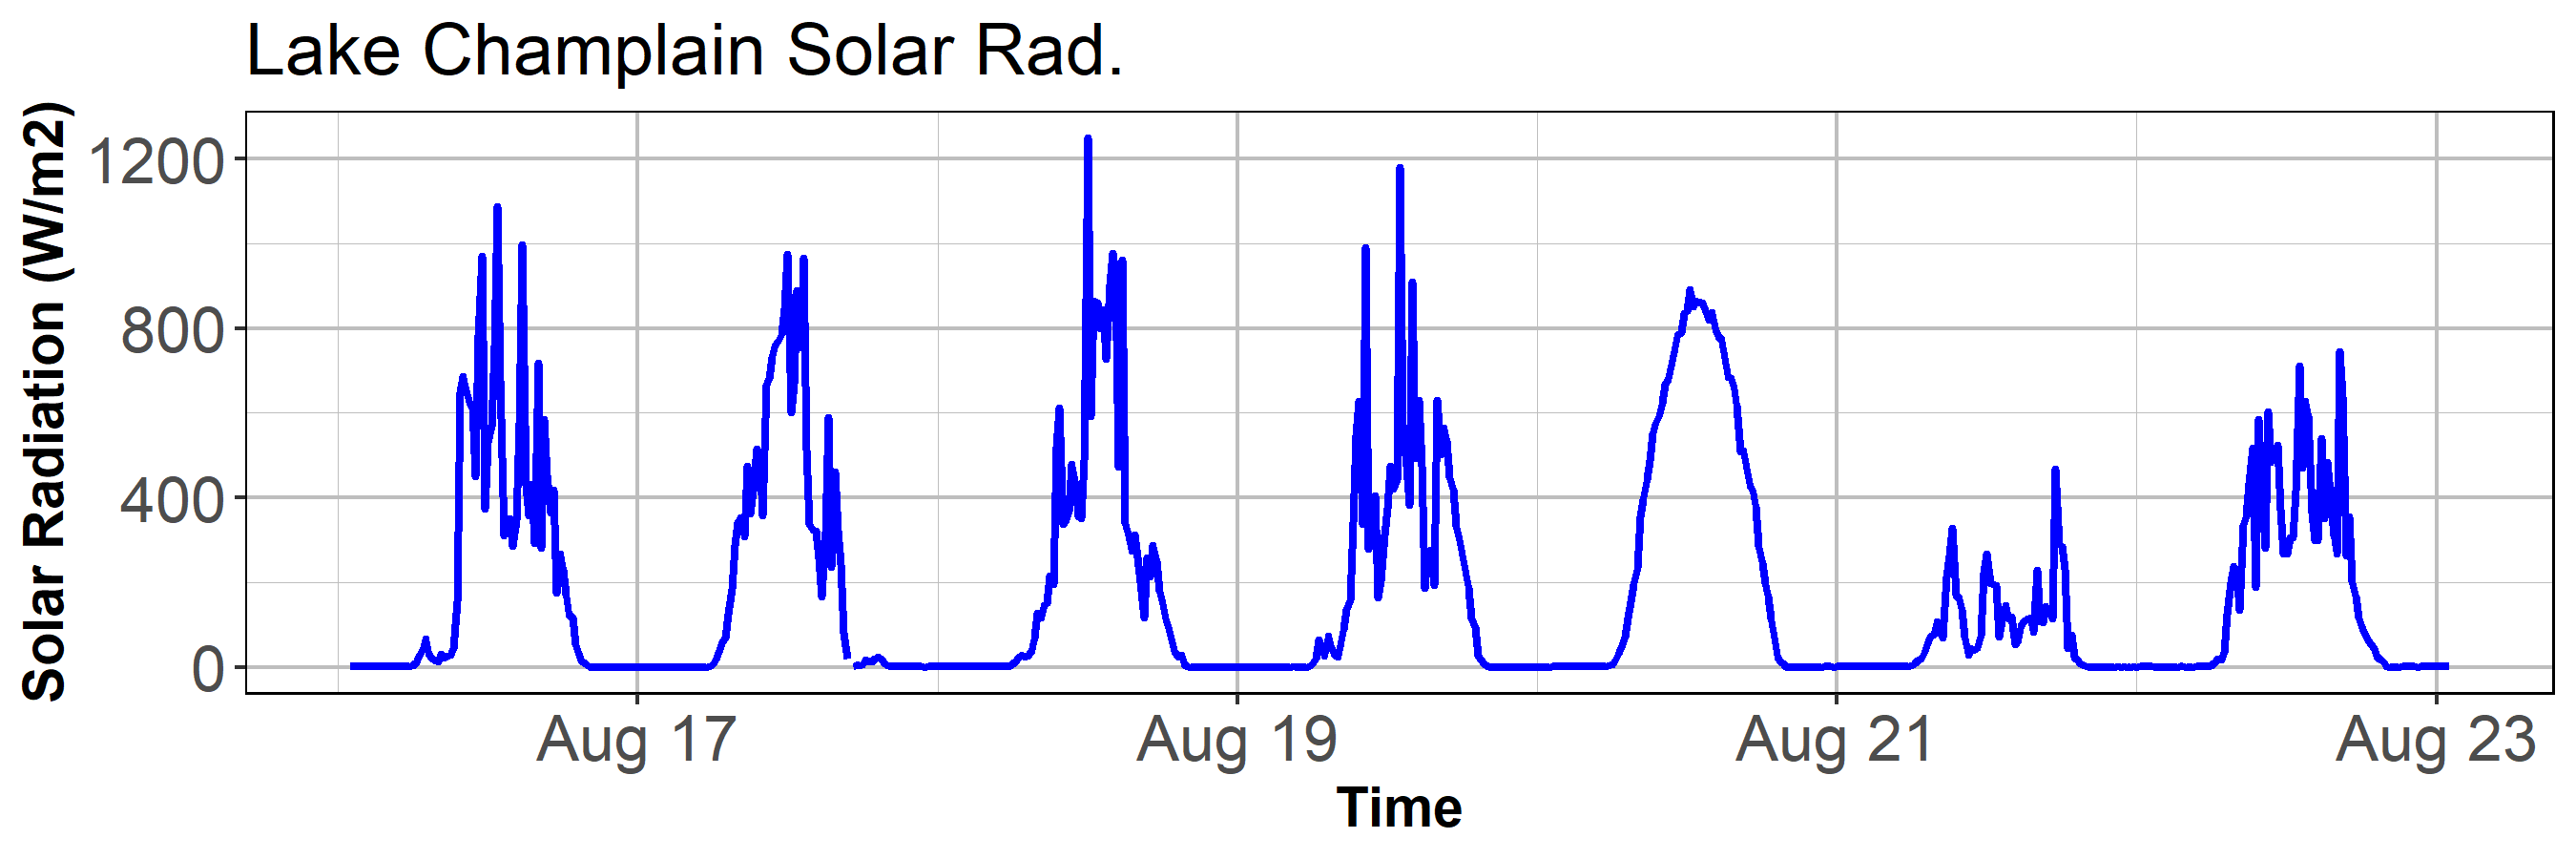 Lake Champlain Solar Rad.
Solar Radiation (W/m2)
1200
800
400
0
Aug 17 Aug 19 Aug 21 Aug 23
Time